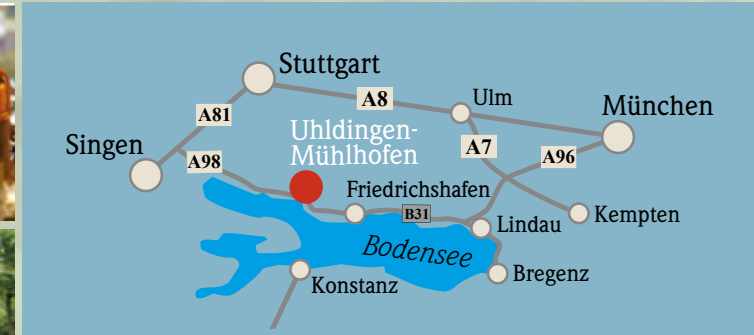 Stuttgart
A8
Ulm
München
A81
Singen
A98
Uhldingen-
Mühlhofen
A7
A96
Friedrichshafen
B31
Lindau
Kempten
Bodensee
Konstanz
Bregenz